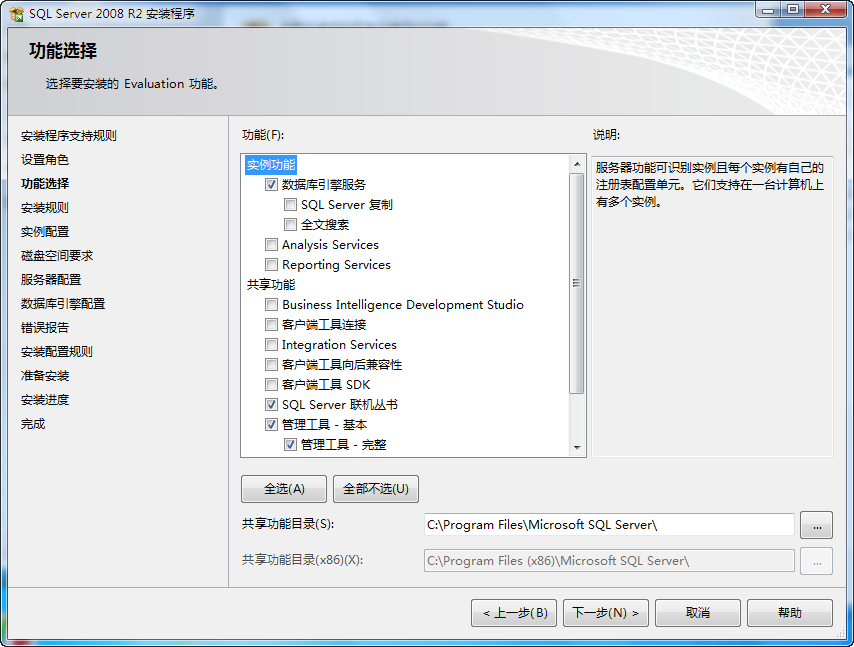 SQL Server 2008 R2 安装程序
功能选择
选择要安装的 Evaluation 功能。
安装程序支持规则
设置角色
功能选择
安装规则
实例配置
磁盘空间要求
服务器配置
数据库引擎配置
错误报告
安装配置规则
准备安装
安装进度
完成
功能(F):
实例功能
数据库引擎服务
SQL Server 复制
全文搜索
Analysis Services
Reporting Services
共享功能
Business Intelligence Development Studio
客户端工具连接
Integration Services
客户端工具向后兼容性
客户端工具 SDK
SQL Server 联机丛书
管理工具 - 基本
管理工具 - 完整
说明:
服务器功能可识别实例且每个实例有自己的
注册表配置单元。它们支持在一台计算机上
有多个实例。
全选(A) 全部不选(U)
共享功能目录(S): C:\Program Files\Microsoft SQL Server\ ...
共享功能目录(x86)(X): C:\Program Files (x86)\Microsoft SQL Server\ ...
< 上一步(B) 下一步(N) > 取消 帮助